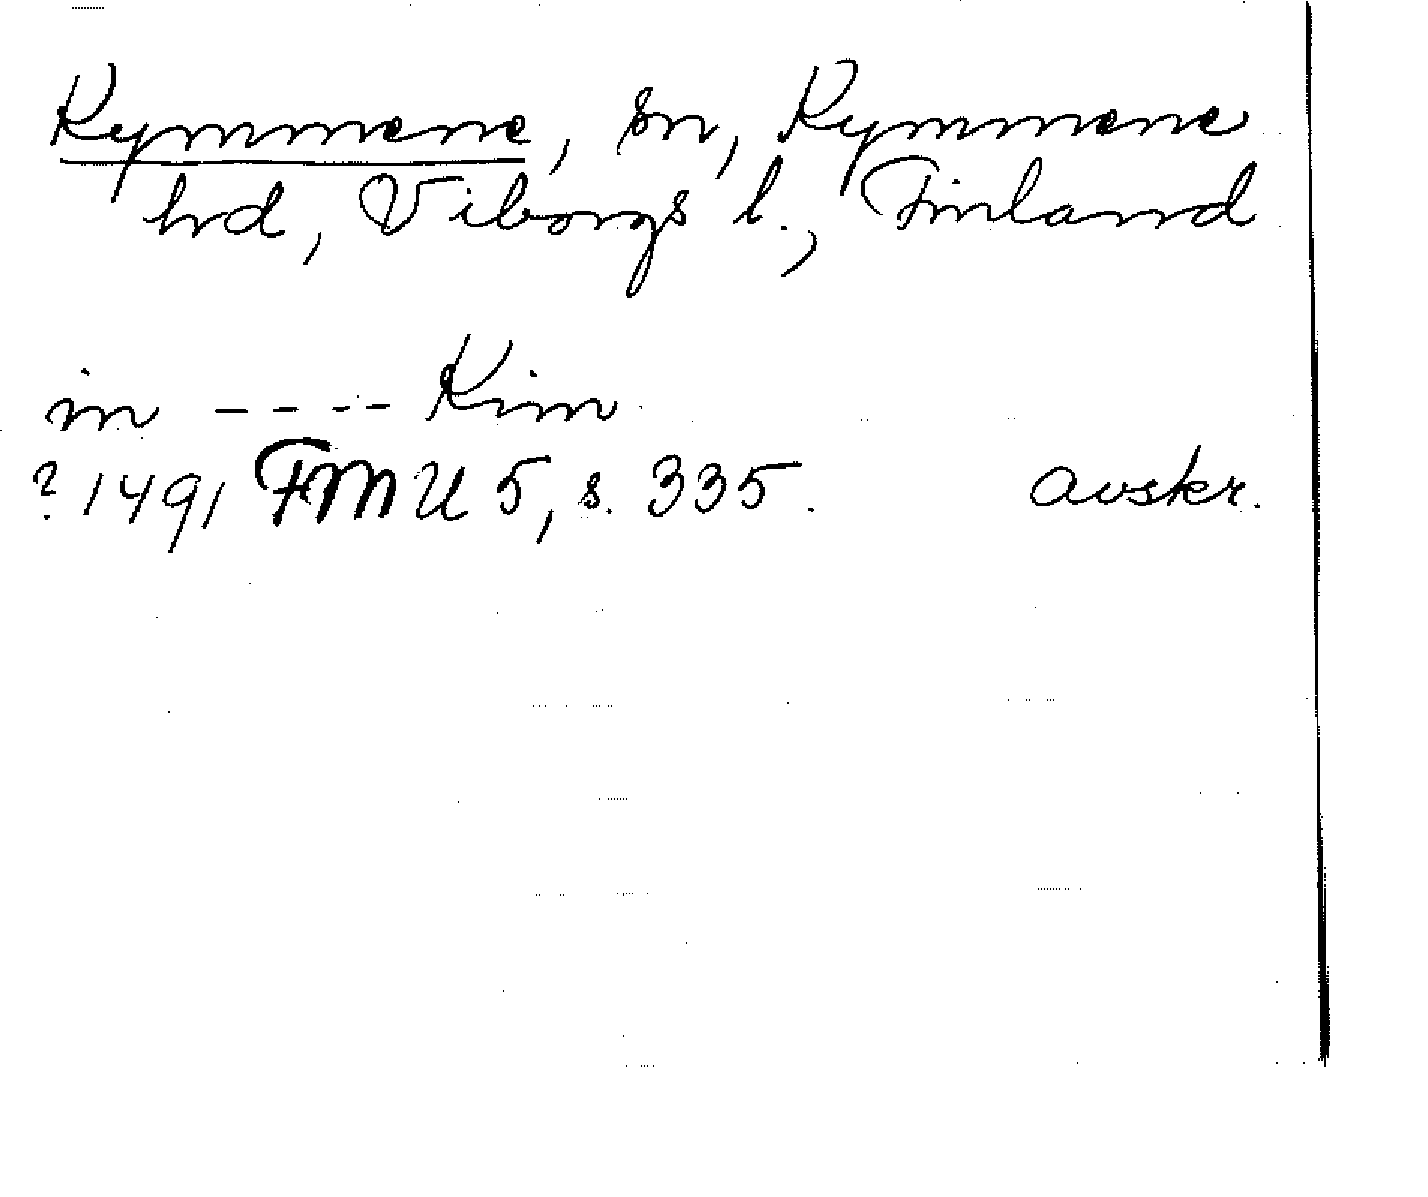 Kymmene, sn, Kymmene
hd, Viborgs l., Finland
in ---- Kim
? 1491 FMU 5, s. 335. avskr.